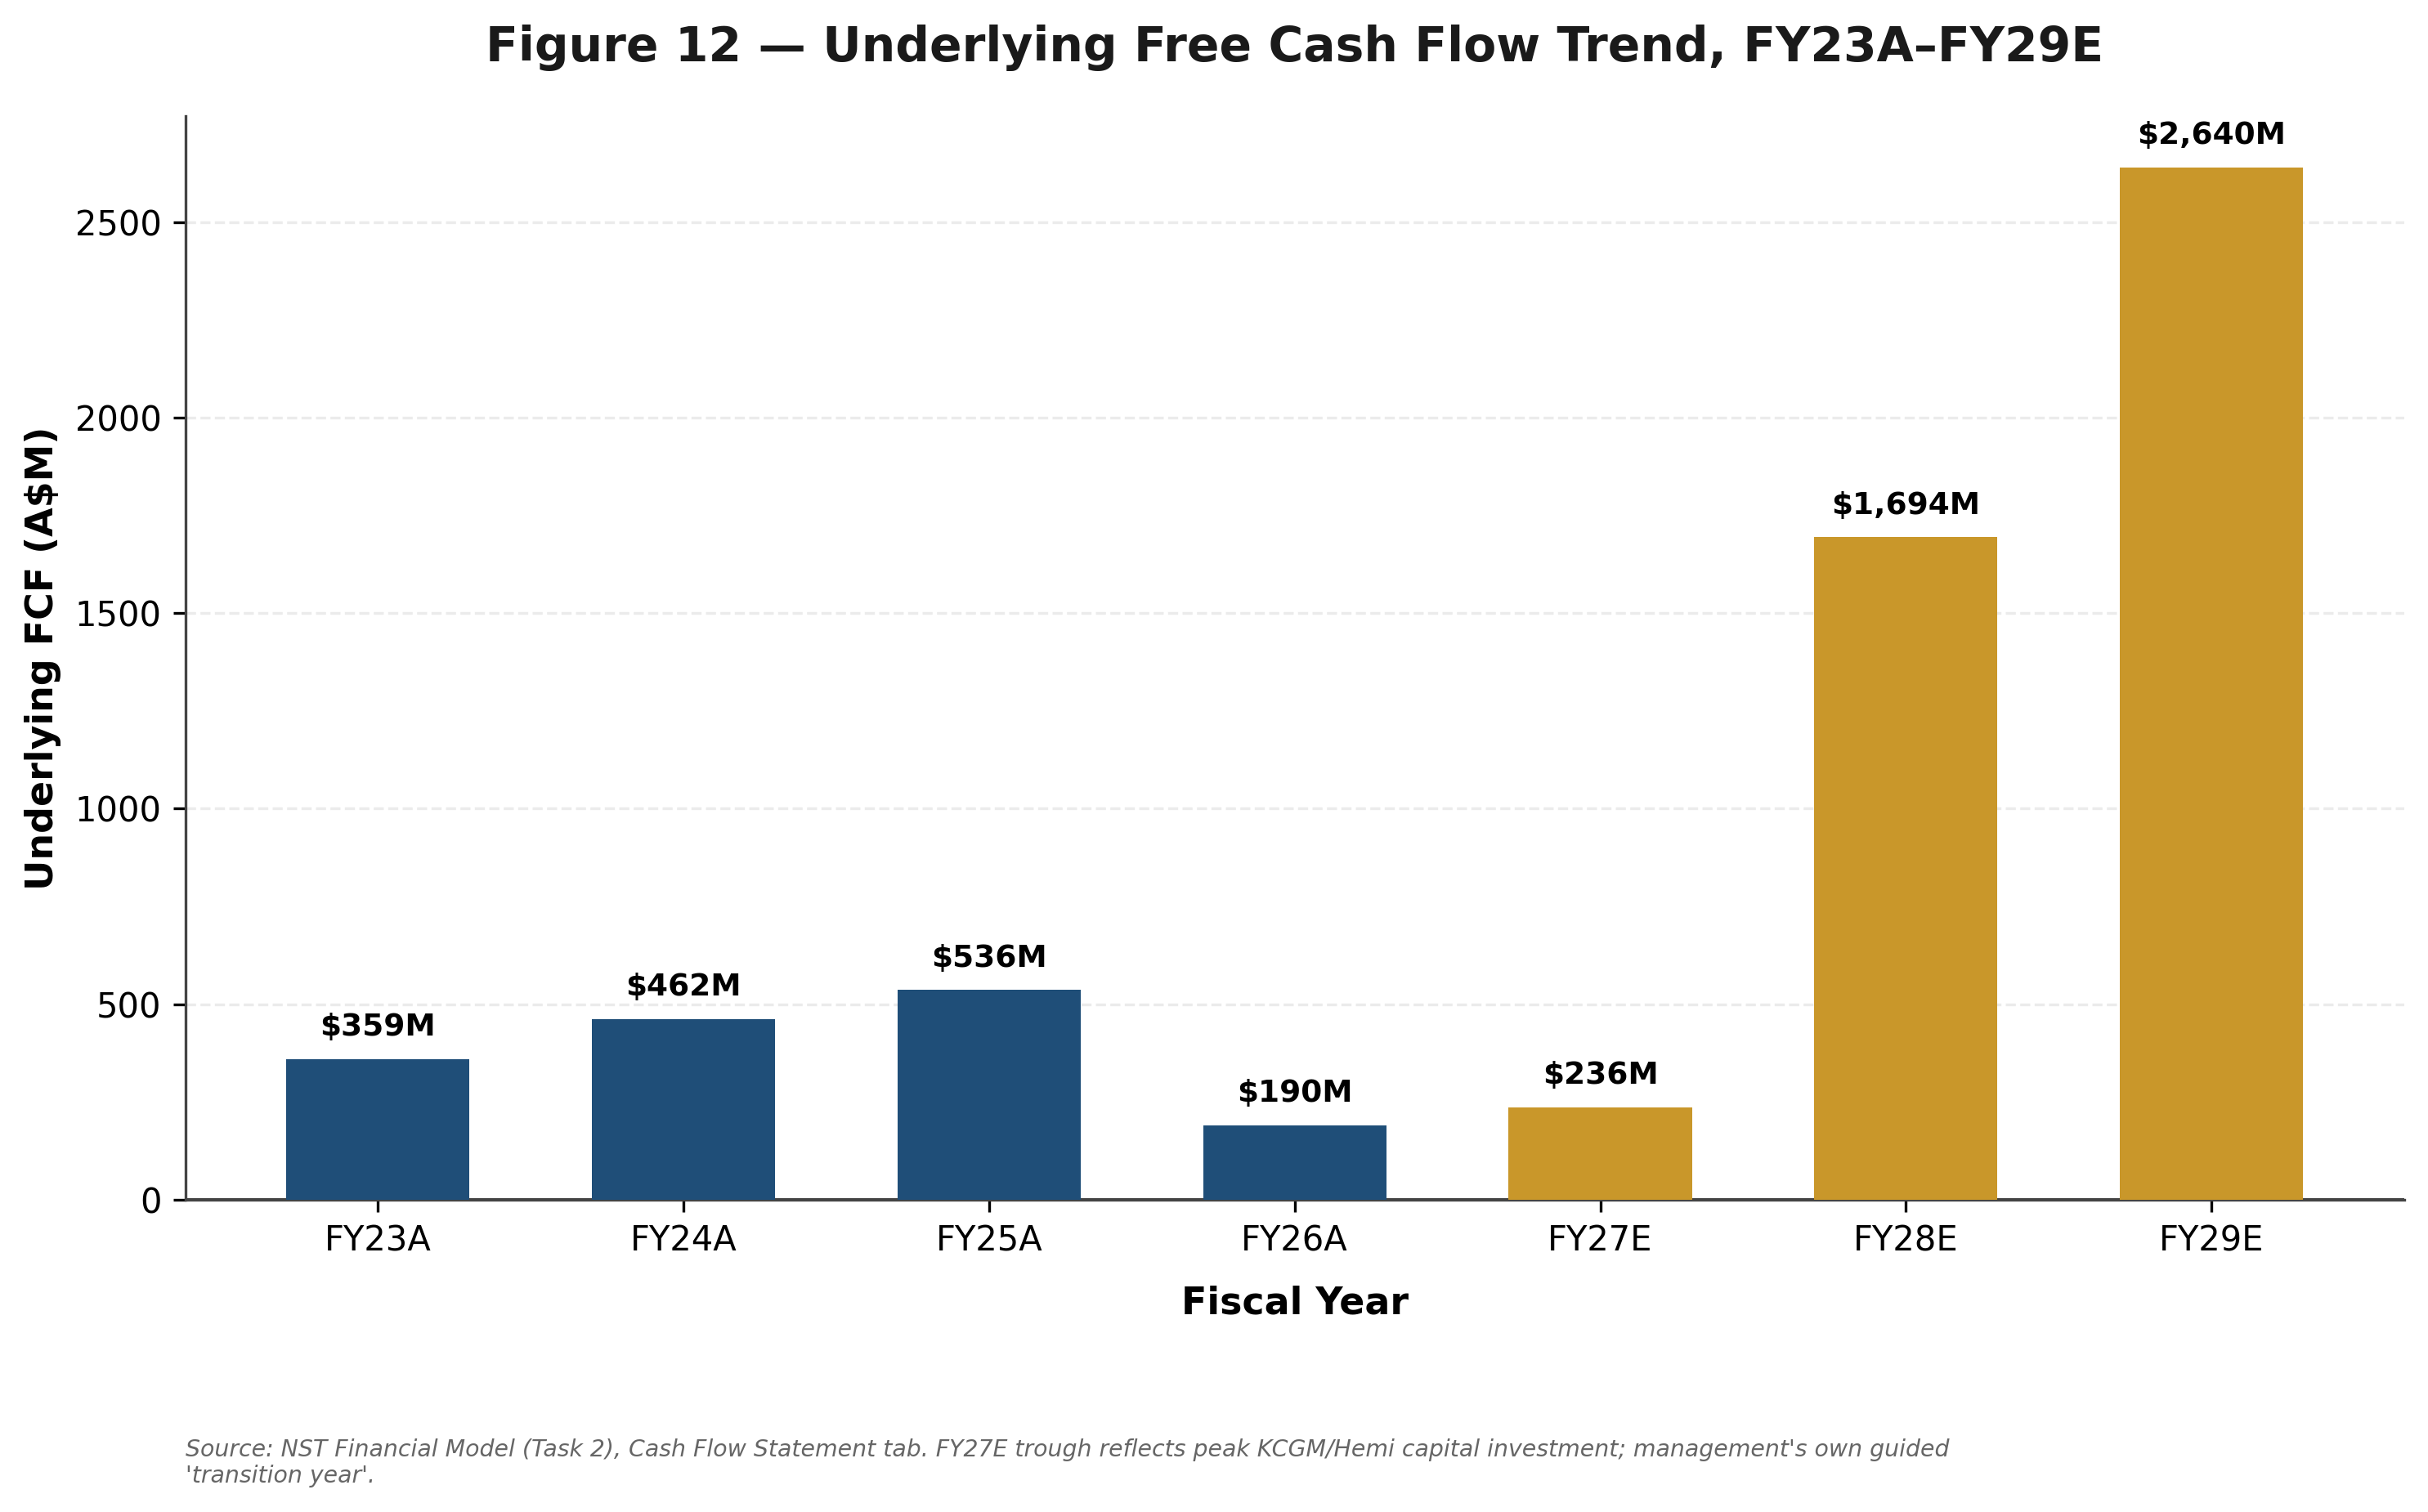 Figure 12 — Underlying Free Cash Flow Trend, FY23A–FY29E
Underlying FCF (A$M)
2500
2000
1500
1000
500
0
$359M
$462M
$536M
$190M
$236M
$1,694M
$2,640M
FY23A
FY24A
FY25A
FY26A
FY27E
FY28E
FY29E
Fiscal Year
Source: NST Financial Model (Task 2), Cash Flow Statement tab. FY27E trough reflects peak KCGM/Hemi capital investment; management's own guided
'transition year'.